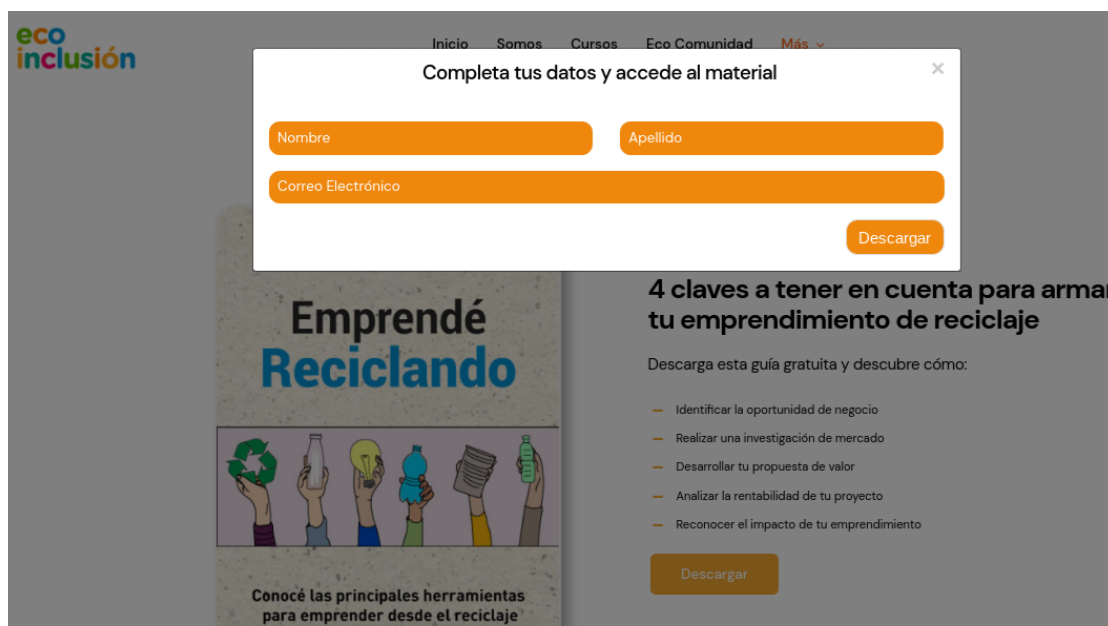 eco
inclusión
Inicio Somos Cursos Eco Comunidad Más
Completa tus datos y accede al material
×
Nombre Apellido
Correo Electrónico
Descargar
Emprendé
Reciclando
Conocé las principales herramientas
para emprender desde el reciclaje
4 claves a tener en cuenta para armar
tu emprendimiento de reciclaje
Descarga esta guía gratuita y descubre cómo:
Identificar la oportunidad de negocio
Realizar una investigación de mercado
Desarrollar tu propuesta de valor
Analizar la rentabilidad de tu proyecto
Reconocer el impacto de tu emprendimiento
Descargar